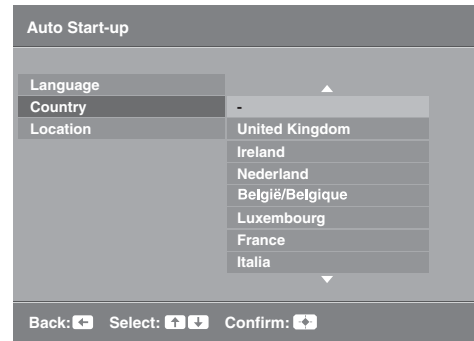 Auto Start-up
Language
Country
Location
-
United Kingdom
Ireland
Nederland
België/Belgique
Luxembourg
France
Italia
Back: Select: Confirm: